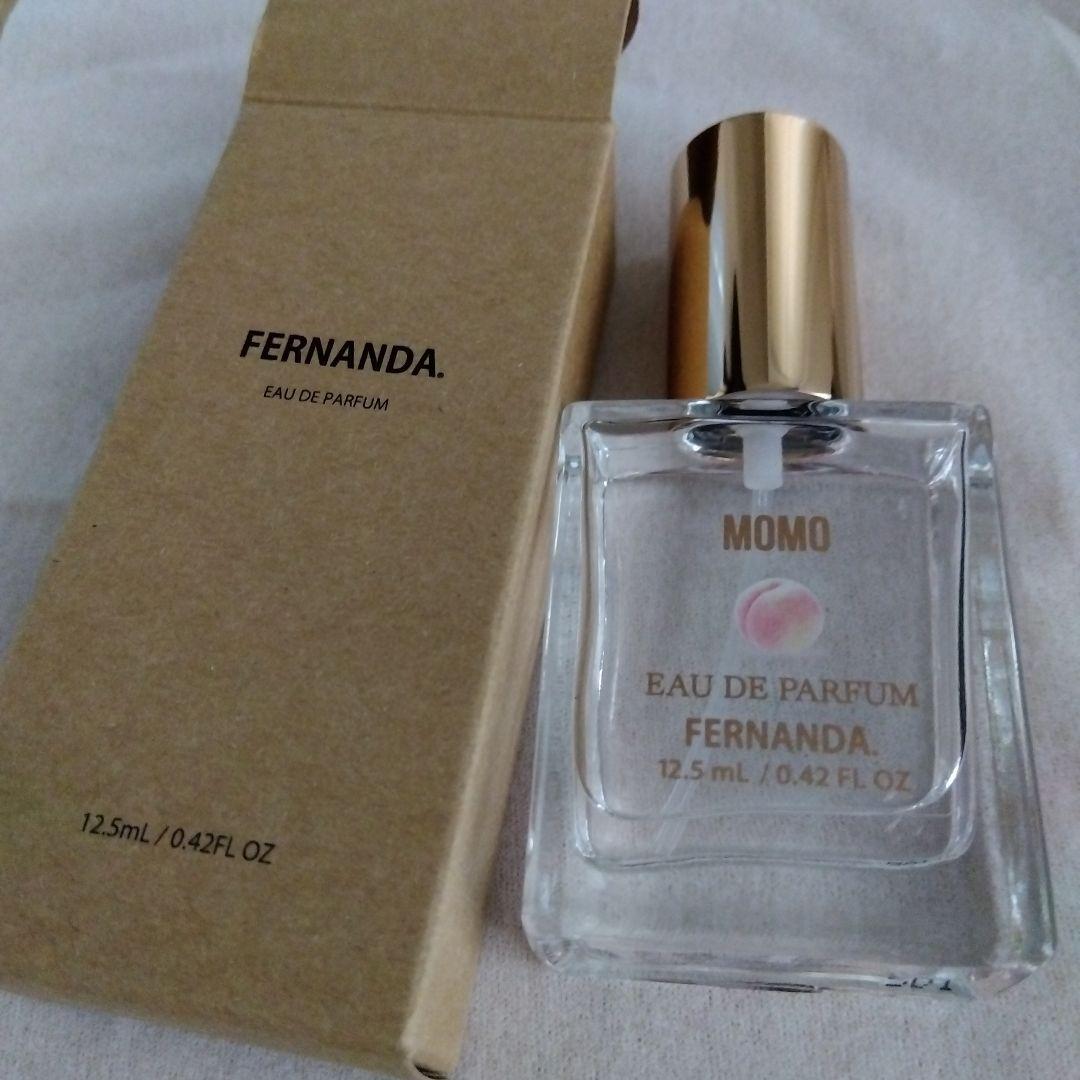 FERNANDA.
EAU DE PARFUM
12.5mL / 0.42FL OZ
MOMO
EAU DE PARFUM
FERNANDA.
12.5 mL / 0.42 FL OZ